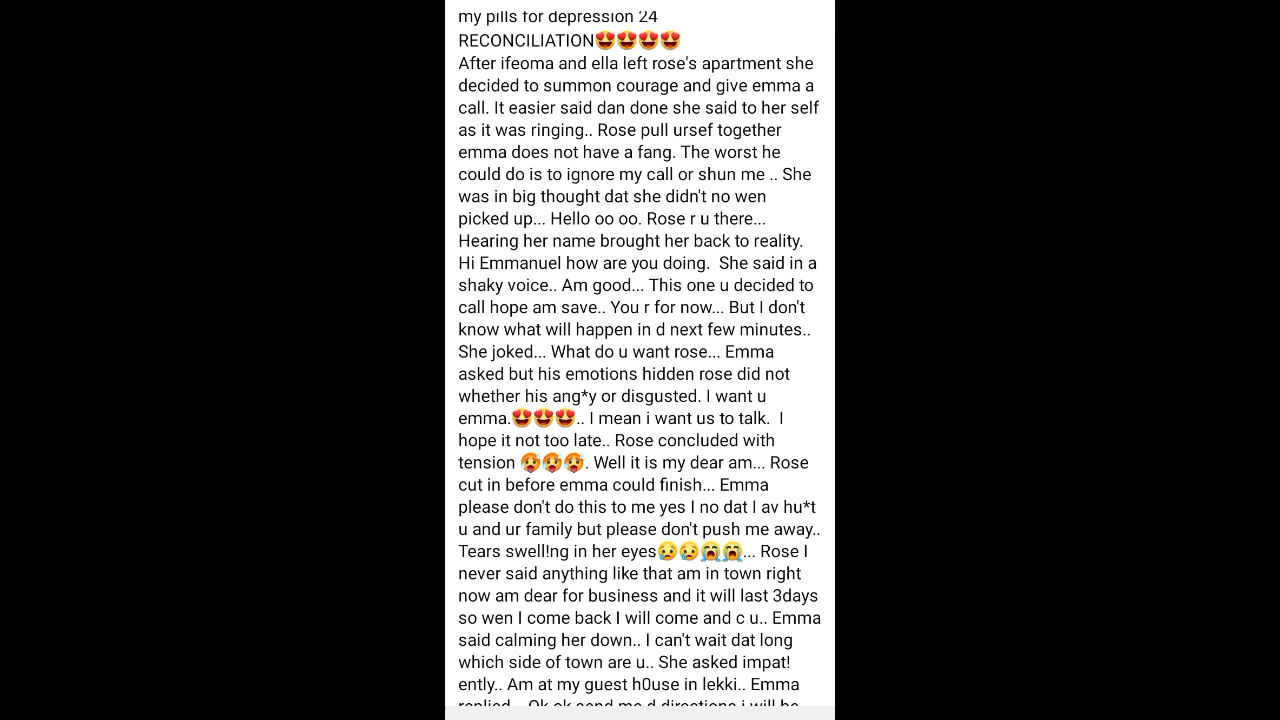 my pills for depression 24
RECONCILIATION😍😍😍😍
After ifeoma and ella left rose's apartment she
decided to summon courage and give emma a
call. It easier said dan done she said to her self
as it was ringing.. Rose pull ursef together
emma does not have a fang. The worst he
could do is to ignore my call or shun me .. She
was in big thought dat she didn't no wen
picked up... Hello oo oo. Rose r u there...
Hearing her name brought her back to reality.
Hi Emmanuel how are you doing.  She said in a
shaky voice.. Am good... This one u decided to
call hope am save.. You r for now... But I don't
know what will happen in d next few minutes..
She joked... What do u want rose... Emma
asked but his emotions hidden rose did not
whether his ang*y or disgusted. I want u
emma.😍😍😍.. I mean i want us to talk.  I
hope it not too late.. Rose concluded with
tension 🥵🥵🥵. Well it is my dear am... Rose
cut in before emma could finish... Emma
please don't do this to me yes I no dat I av hu*t
u and ur family but please don't push me away..
Tears swell!ng in her eyes😢😢😭😭... Rose I
never said anything like that am in town right
now am dear for business and it will last 3days
so wen I come back I will come and c u.. Emma
said calming her down.. I can't wait dat long
which side of town are u.. She asked impat!
ently.. Am at my guest h0use in lekki.. Emma
replied... Ok ok send me d directions i will be